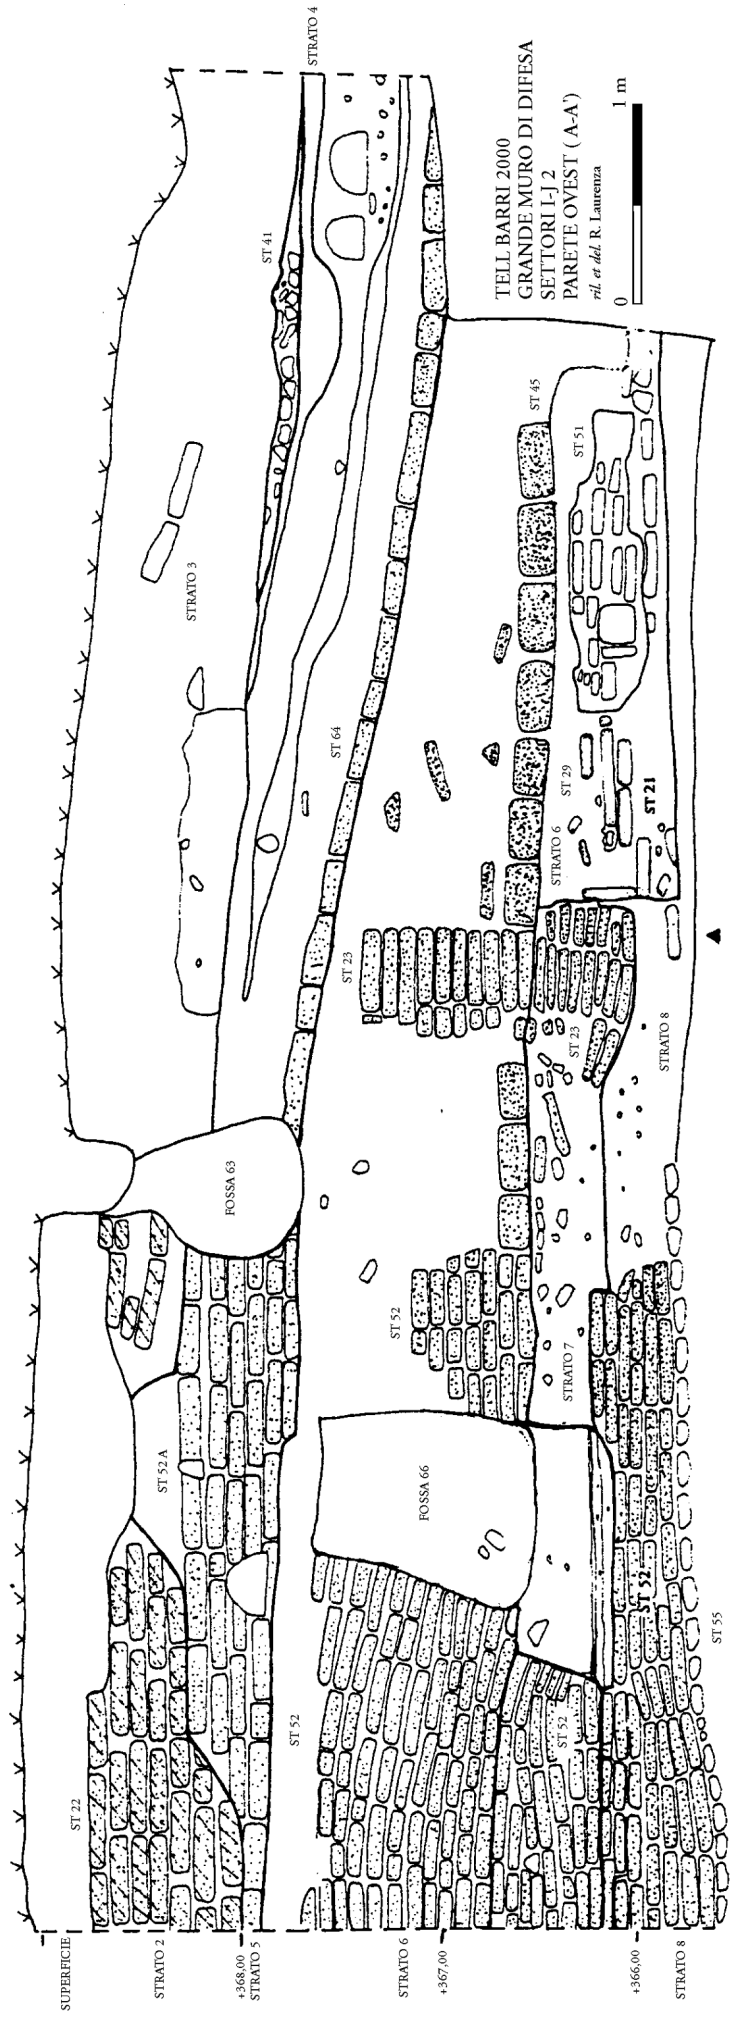 TELL BARRI 2000
GRANDE MURO DI DIFESA
SETTORI I-J 2
PARETE OVEST (A-A')
ril. et del. R. Laurenza
0 1 m
SUPERFICIE
STRATO 2
+368,00
STRATO 5
STRATO 6
+367,00
+366,00
STRATO 8
ST 22
ST 52 A
FOSSA 63
STRATO 3
ST 41
STRATO 4
ST 52
FOSSA 66
ST 52
ST 23
ST 64
ST 52
STRATO 7
ST 23
STRATO 6
ST 29
ST 45
ST 51
ST 52
ST 21
STRATO 8
ST 55